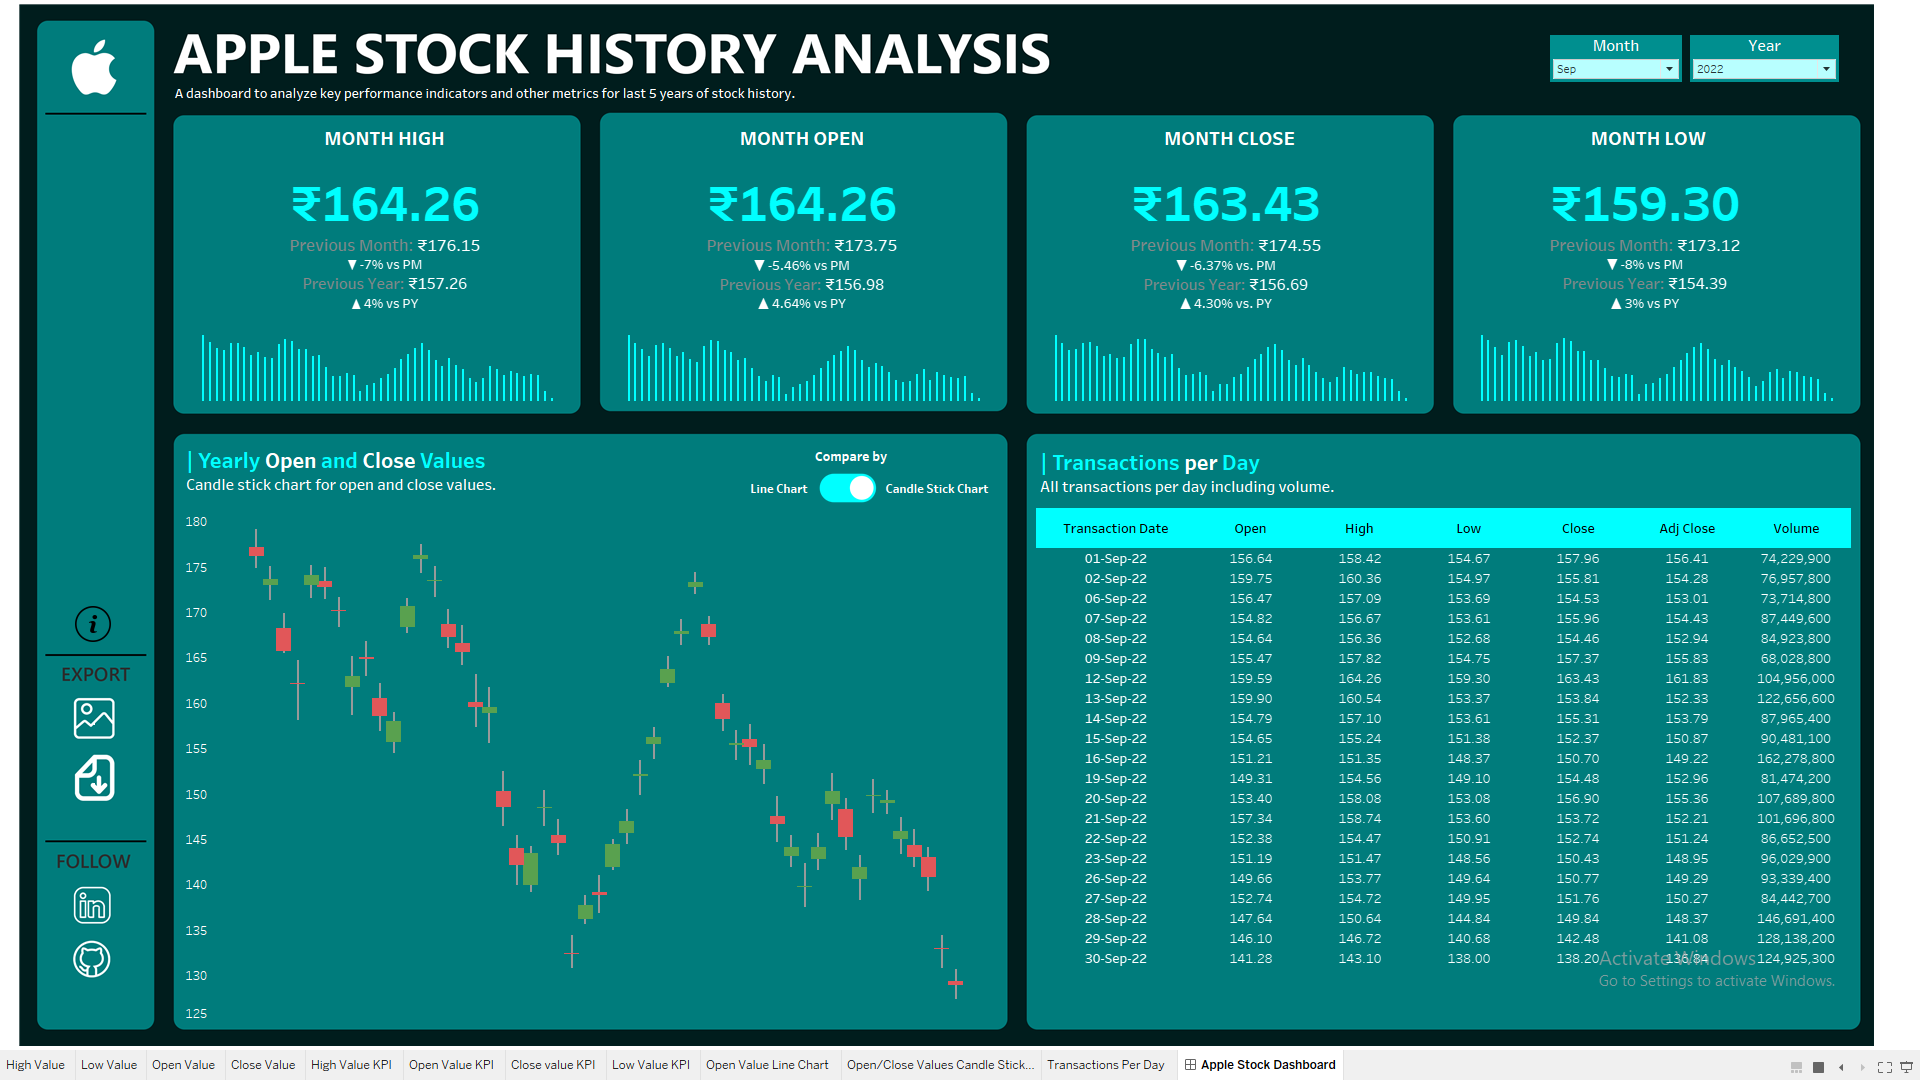 APPLE STOCK HISTORY ANALYSIS
A dashboard to analyze key performance indicators and other metrics for last 5 years of stock history.
Month
Sep
Year
2022
MONTH HIGH
₹164.26
Previous Month: ₹176.15
▼ -7% vs PM
Previous Year: ₹157.26
▲ 4% vs PY
MONTH OPEN
₹164.26
Previous Month: ₹173.75
▼ -5.46% vs PM
Previous Year: ₹156.98
▲ 4.64% vs PY
MONTH CLOSE
₹163.43
Previous Month: ₹174.55
▼ -6.37% vs. PM
Previous Year: ₹156.69
▲ 4.30% vs. PY
MONTH LOW
₹159.30
Previous Month: ₹173.12
▼ -8% vs PM
Previous Year: ₹154.39
▲ 3% vs PY
EXPORT
FOLLOW
in
| Yearly Open and Close Values
Candle stick chart for open and close values.
Compare by
Line Chart Candle Stick Chart
180
175
170
165
160
155
150
145
140
135
130
125
| Transactions per Day
All transactions per day including volume.
Transaction Date Open High Low Close Adj Close Volume
01-Sep-22 156.64 158.42 154.67 157.96 156.41 74,229,900
02-Sep-22 159.75 160.36 154.97 155.81 154.28 76,957,800
06-Sep-22 156.47 157.09 153.69 154.53 153.01 73,714,800
07-Sep-22 154.82 156.67 153.61 155.96 154.43 87,449,600
08-Sep-22 154.64 156.36 152.68 154.46 152.94 84,923,800
09-Sep-22 155.47 157.82 154.75 157.37 155.83 68,028,800
12-Sep-22 159.59 164.26 159.30 163.43 161.83 104,956,000
13-Sep-22 159.90 160.54 153.37 153.84 152.33 122,656,600
14-Sep-22 154.79 157.10 153.61 155.31 153.79 87,965,400
15-Sep-22 154.65 155.24 151.38 152.37 150.87 90,481,100
16-Sep-22 151.21 151.35 148.37 150.70 149.22 162,278,800
19-Sep-22 149.31 154.56 149.10 154.48 152.96 81,474,200
20-Sep-22 153.40 158.08 153.08 156.90 155.36 107,689,800
21-Sep-22 157.34 158.74 153.60 153.72 152.21 101,696,800
22-Sep-22 152.38 154.47 150.91 152.74 151.24 86,652,500
23-Sep-22 151.19 151.47 148.56 150.43 148.95 96,029,900
26-Sep-22 149.66 153.77 149.64 150.77 149.29 93,339,400
27-Sep-22 152.74 154.72 149.95 151.76 150.27 84,442,700
28-Sep-22 147.64 150.64 144.84 149.84 148.37 146,691,400
29-Sep-22 146.10 146.72 140.68 142.48 141.08 128,138,200
30-Sep-22 141.28 143.10 138.00 138.20 136.84 124,925,300
Activate Windows
Go to Settings to activate Windows.
High Value Low Value Open Value Close Value High Value KPI Open Value KPI Close value KPI Low Value KPI Open Value Line Chart Open/Close Values Candle Stick... Transactions Per Day Apple Stock Dashboard